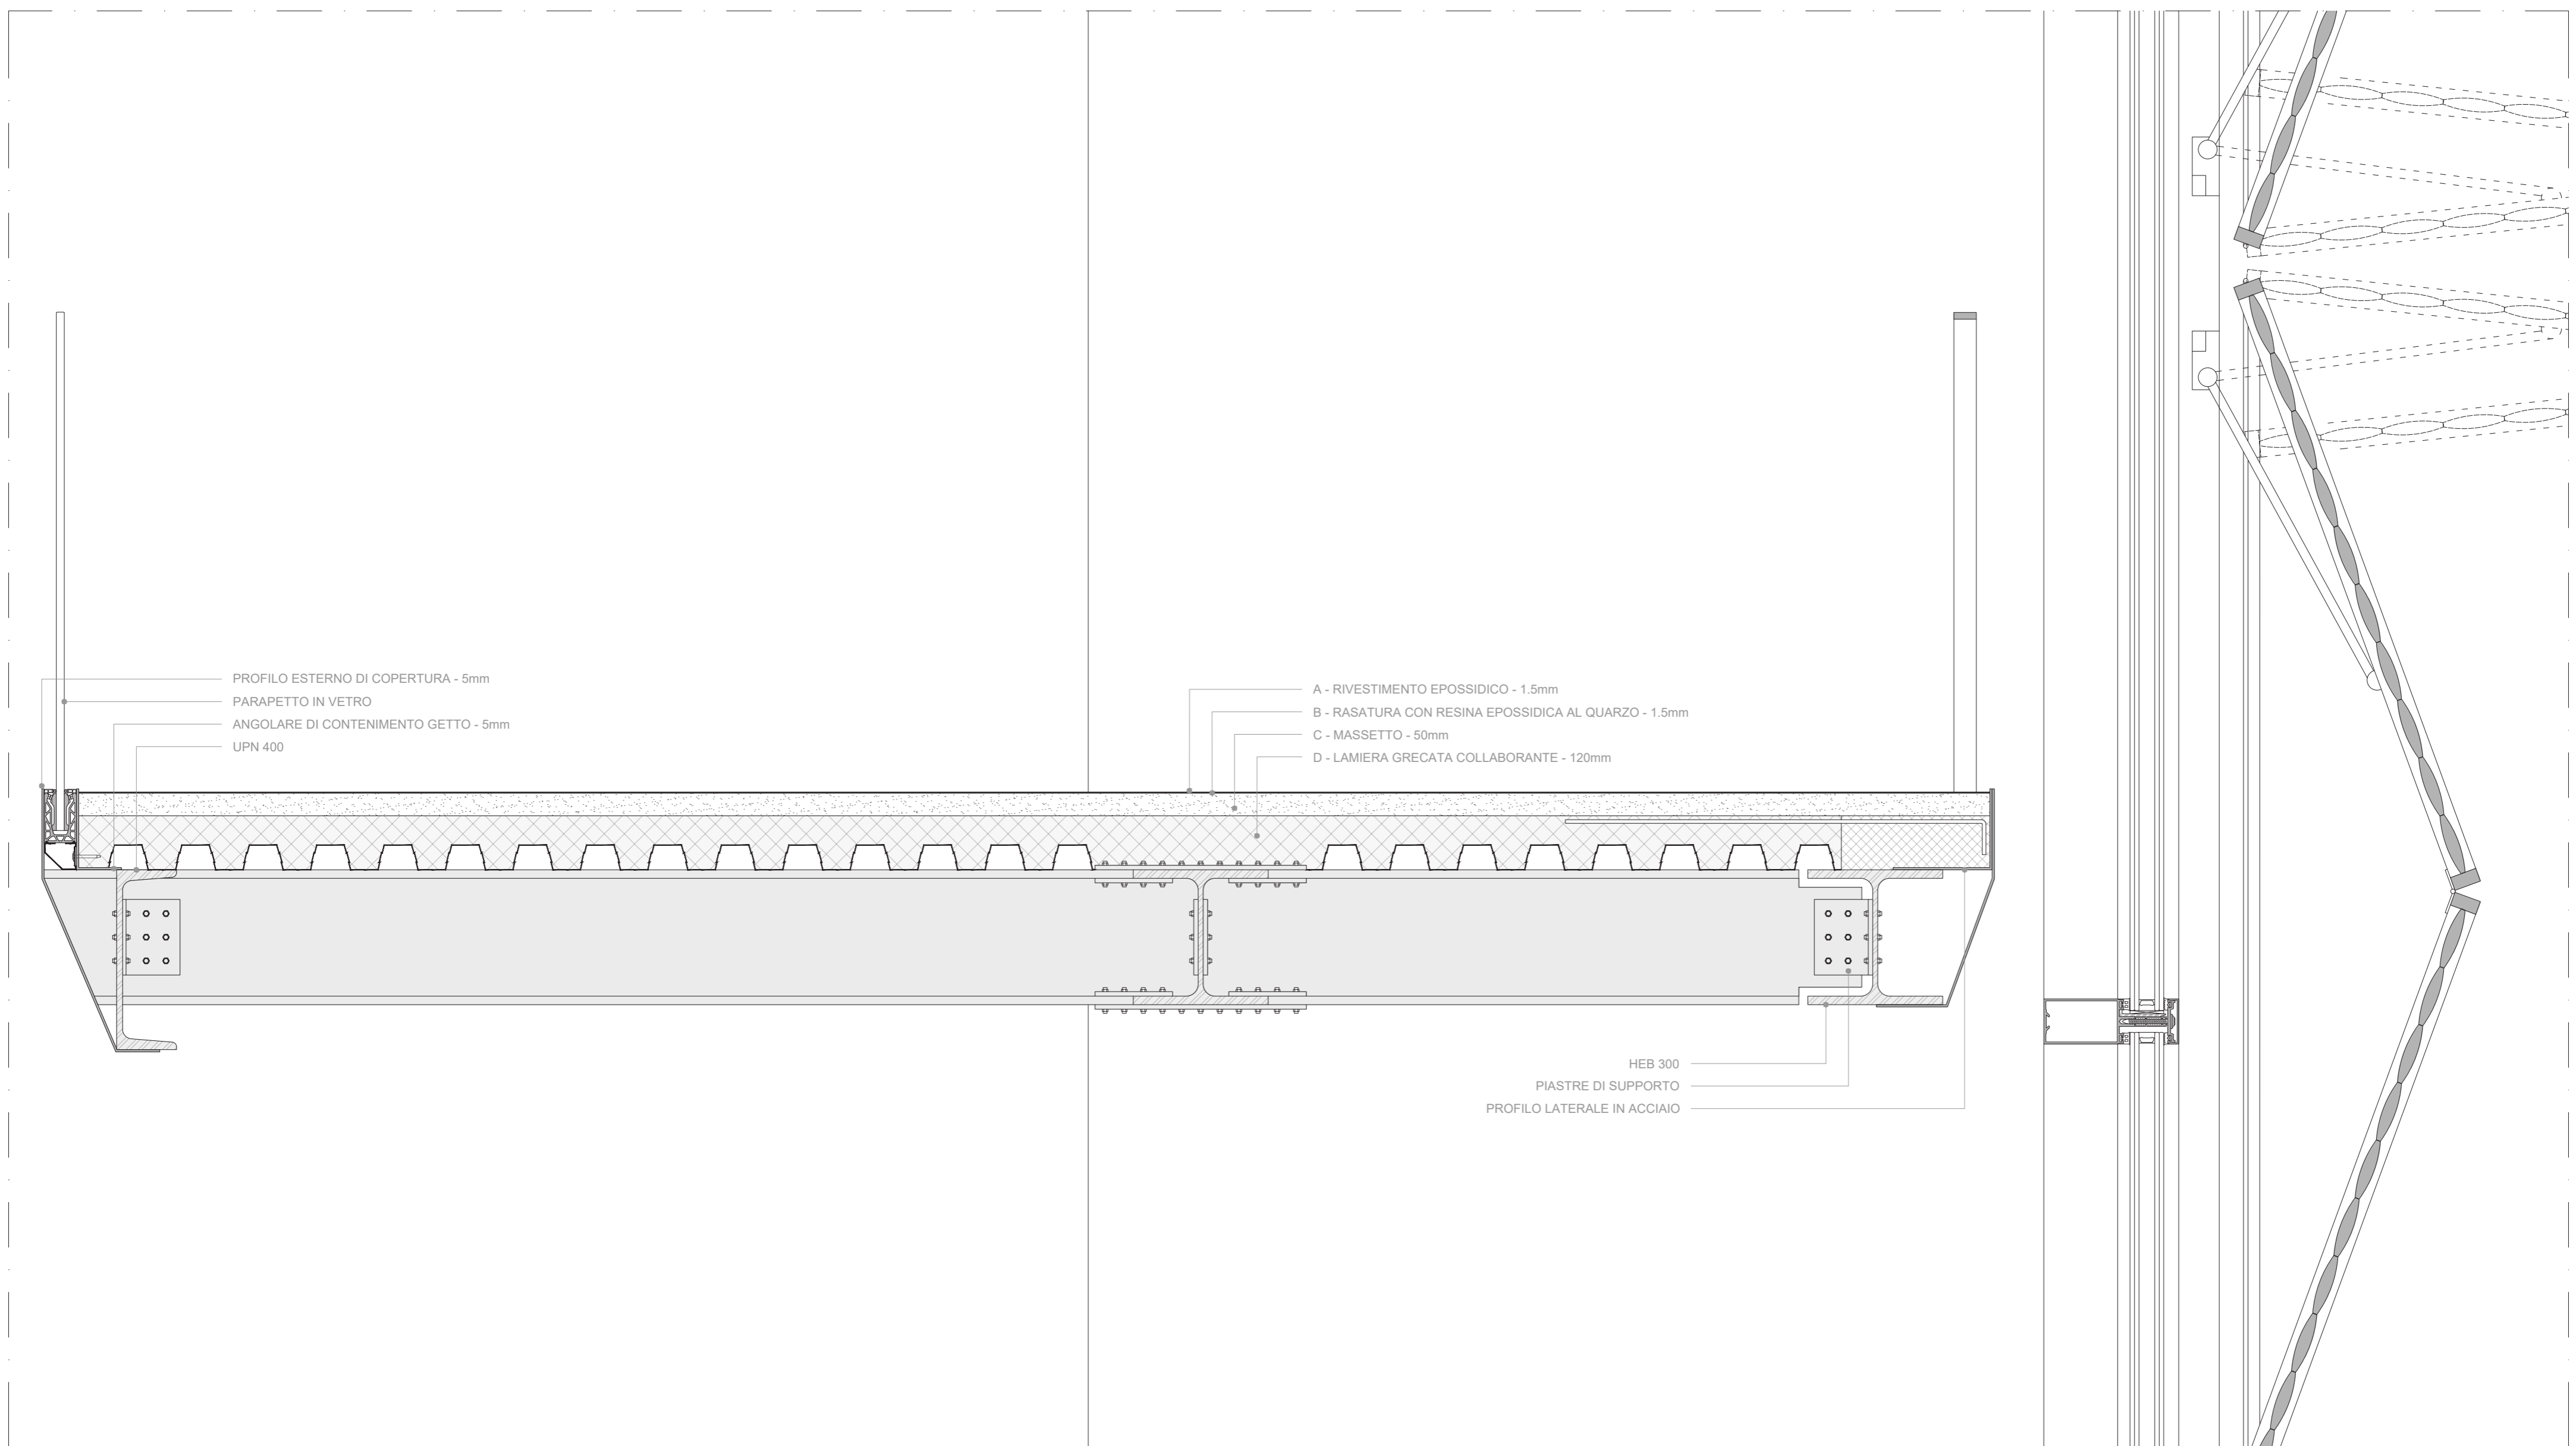 PROFILO ESTERNO DI COPERTURA - 5mm
PARAPETTO IN VETRO
ANGOLARE DI CONTENIMENTO GETTO - 5mm
UPN 400
A - RIVESTIMENTO EPOSSIDICO - 1.5mm
B - RASATURA CON RESINA EPOSSIDICA AL QUARZO - 1.5mm
C - MASSETTO - 50mm
D - LAMIERA GRECATA COLLABORANTE - 120mm
HEB 300
PIASTRE DI SUPPORTO
PROFILO LATERALE IN ACCIAIO